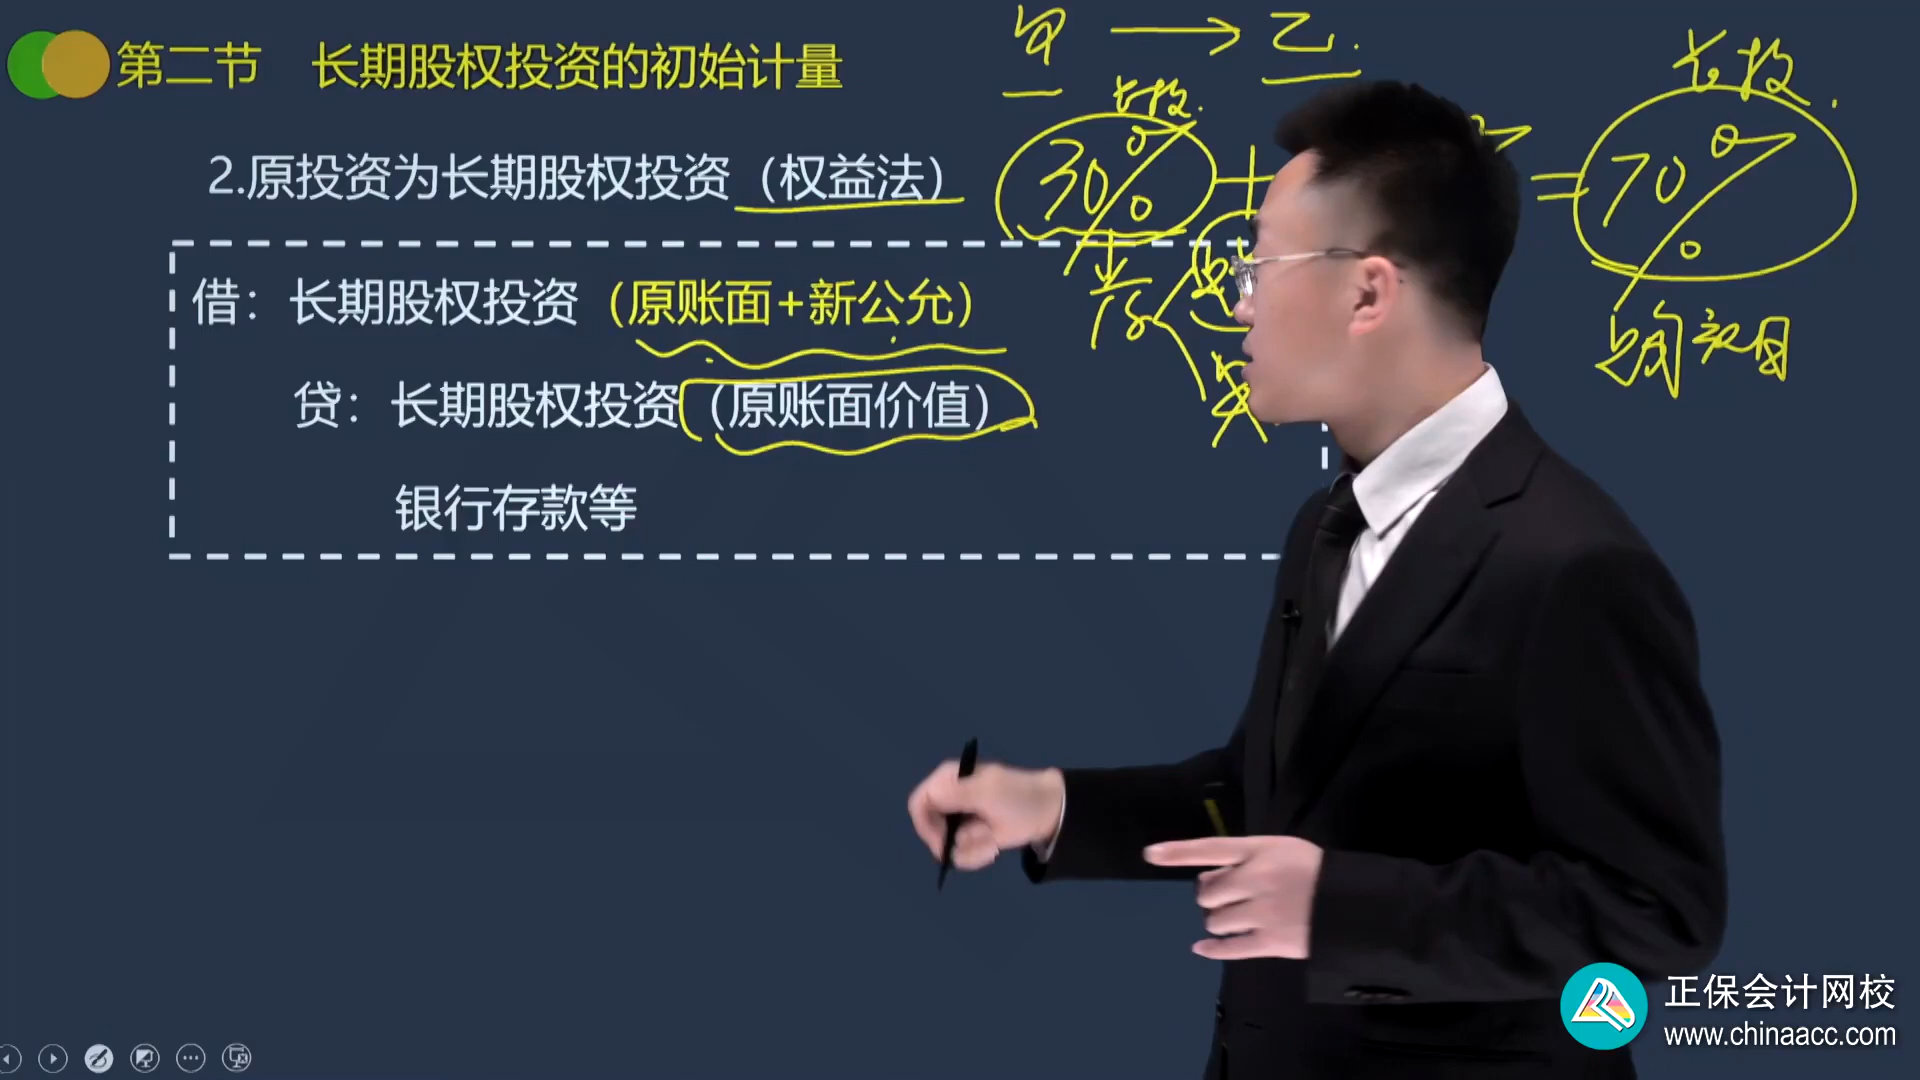 第二节 长期股权投资的初始计量
甲 → 乙.
长投.
长投.
30% + = 70%
2.原投资为长期股权投资（权益法）
借：长期股权投资（原账面+新公允）
贷：长期股权投资（原账面价值）
银行存款等
正保会计网校
www.chinaacc.com